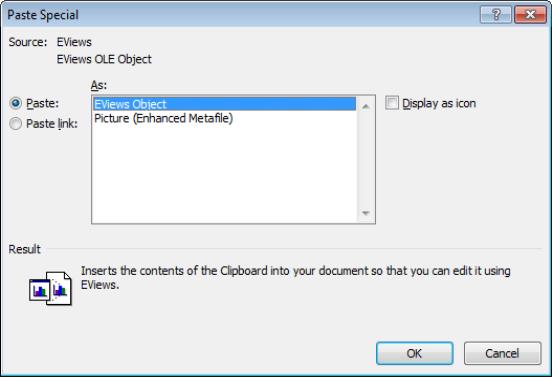 Paste Special
Source: EViews
EViews OLE Object
As:
Paste:
Paste link:
EViews Object
Picture (Enhanced Metafile)
Display as icon
Result
Inserts the contents of the Clipboard into your document so that you can edit it using
EViews.
OK
Cancel